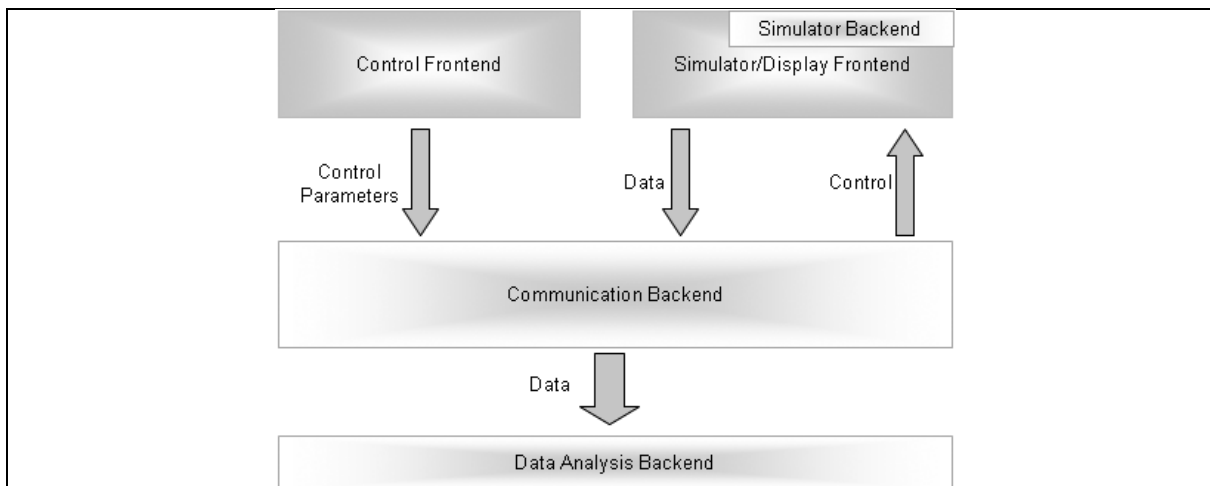 Simulator Backend
Control Frontend
Simulator/Display Frontend
Control
Parameters
Data
Control
Communication Backend
Data
Data Analysis Backend